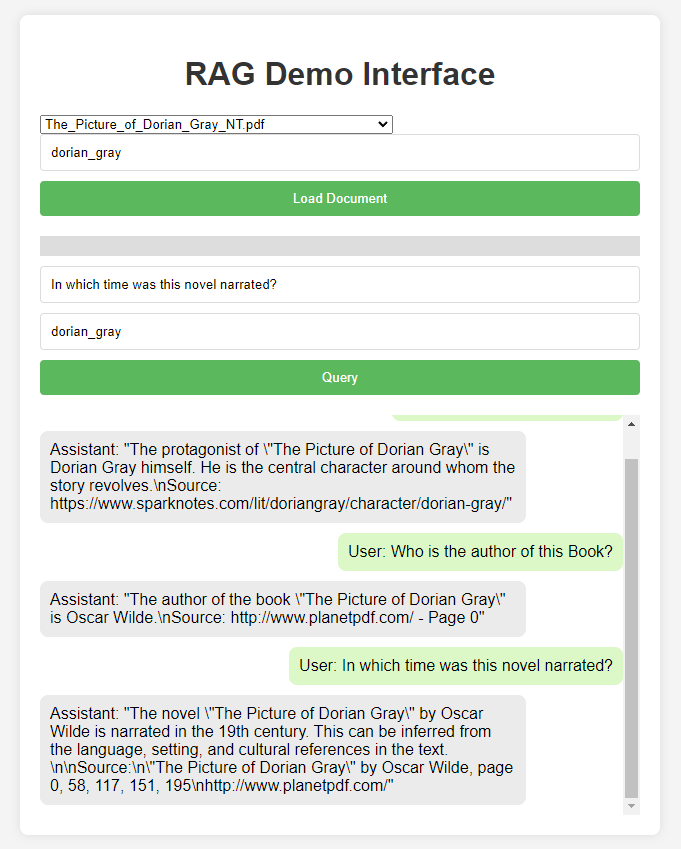 RAG Demo Interface
The_Picture_of_Dorian_Gray_NT.pdf
dorian_gray
Load Document
In which time was this novel narrated?
dorian_gray
Query
Assistant: "The protagonist of \"The Picture of Dorian Gray\" is
Dorian Gray himself. He is the central character around whom the
story revolves.\nSource:
https://www.sparknotes.com/lit/doriangray/character/dorian-gray/"
User: Who is the author of this Book?
Assistant: "The author of the book \"The Picture of Dorian Gray\"
is Oscar Wilde.\nSource: http://www.planetpdf.com/ - Page 0"
User: In which time was this novel narrated?
Assistant: "The novel \"The Picture of Dorian Gray\" by Oscar
Wilde is narrated in the 19th century. This can be inferred from
the language, setting, and cultural references in the text.
\n\nSource:\n\"The Picture of Dorian Gray\" by Oscar Wilde, page
0, 58, 117, 151, 195\nhttp://www.planetpdf.com/"